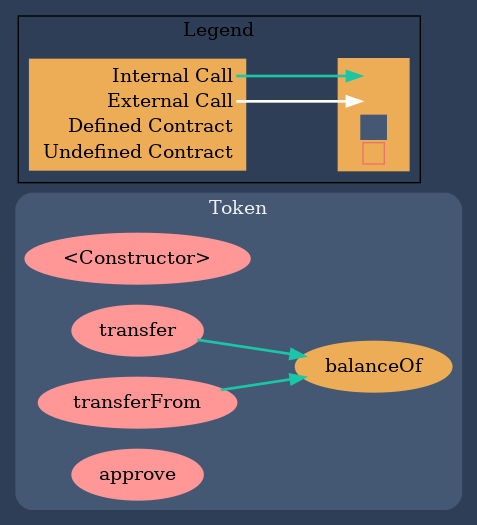 Legend
Internal Call
External Call
Defined Contract
Undefined Contract
Token
<Constructor>
transfer
balanceOf
transferFrom
approve